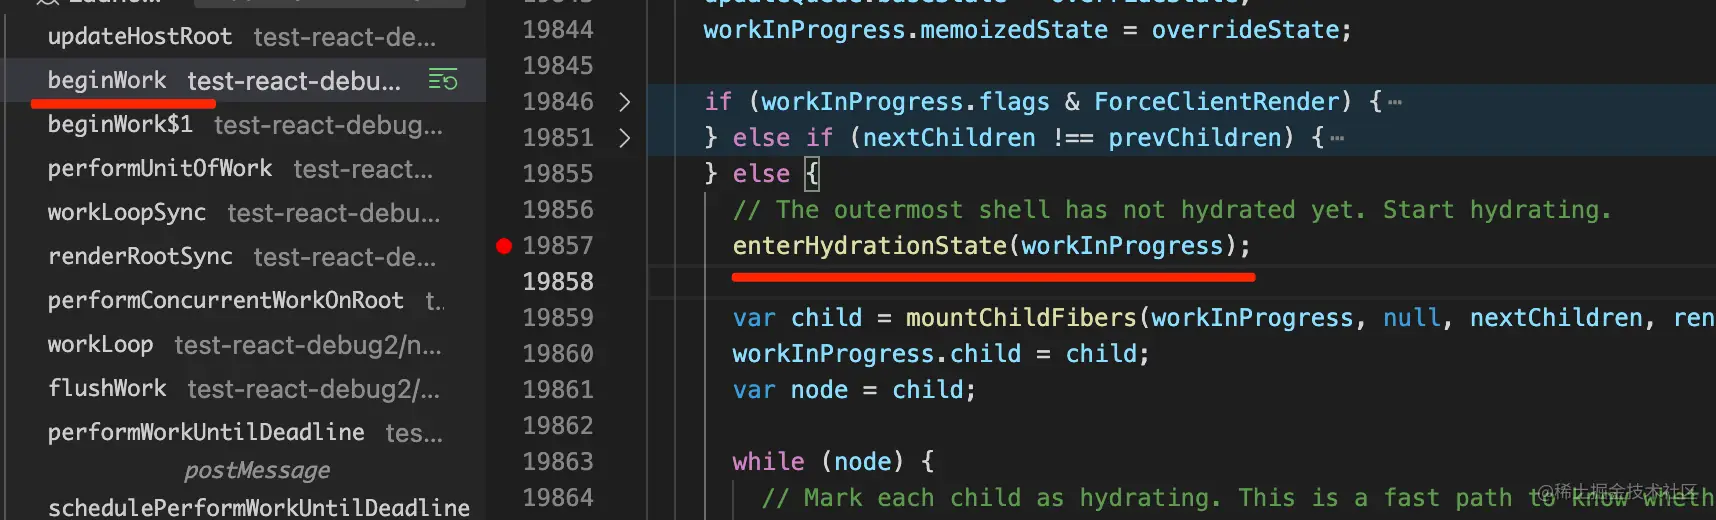 updateHostRoot test-react-de...
beginWork test-react-debu...
beginWork$1 test-react-debug...
performUnitOfWork test-react...
workLoopSync test-react-debu...
renderRootSync test-react-de...
performConcurrentWorkOnRoot t..
workLoop test-react-debug2/n...
flushWork test-react-debug2/...
performWorkUntilDeadline tes...
postMessage
schedulePerformWorkUntilDeadline
19844 workInProgress.memoizedState = overrideState;
19845
19846 if (workInProgress.flags & ForceClientRender) {…
19851 } else if (nextChildren !== prevChildren) {…
19855 } else {
19856 // The outermost shell has not hydrated yet. Start hydrating.
19857 enterHydrationState(workInProgress);
19858
19859 var child = mountChildFibers(workInProgress, null, nextChildren, ren
19860 workInProgress.child = child;
19861 var node = child;
19862
19863 while (node) {
19864 // Mark each child as hydrating. This is a fast path to know wheth
@稀土掘金技术社区